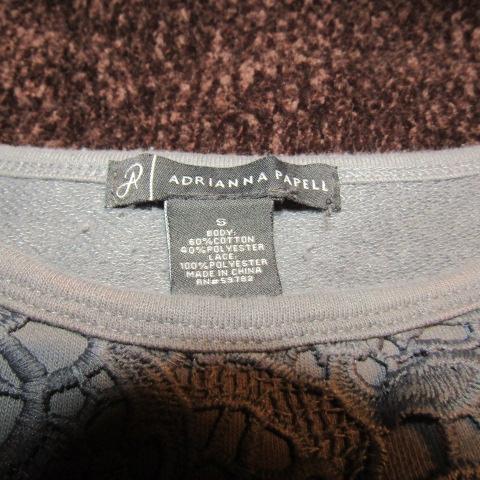 AP ADRIANNA PAPELL
S
BODY:
60%COTTON
40%POLYESTER
LACE:
100%POLYESTER
MADE IN CHINA
RN#59782